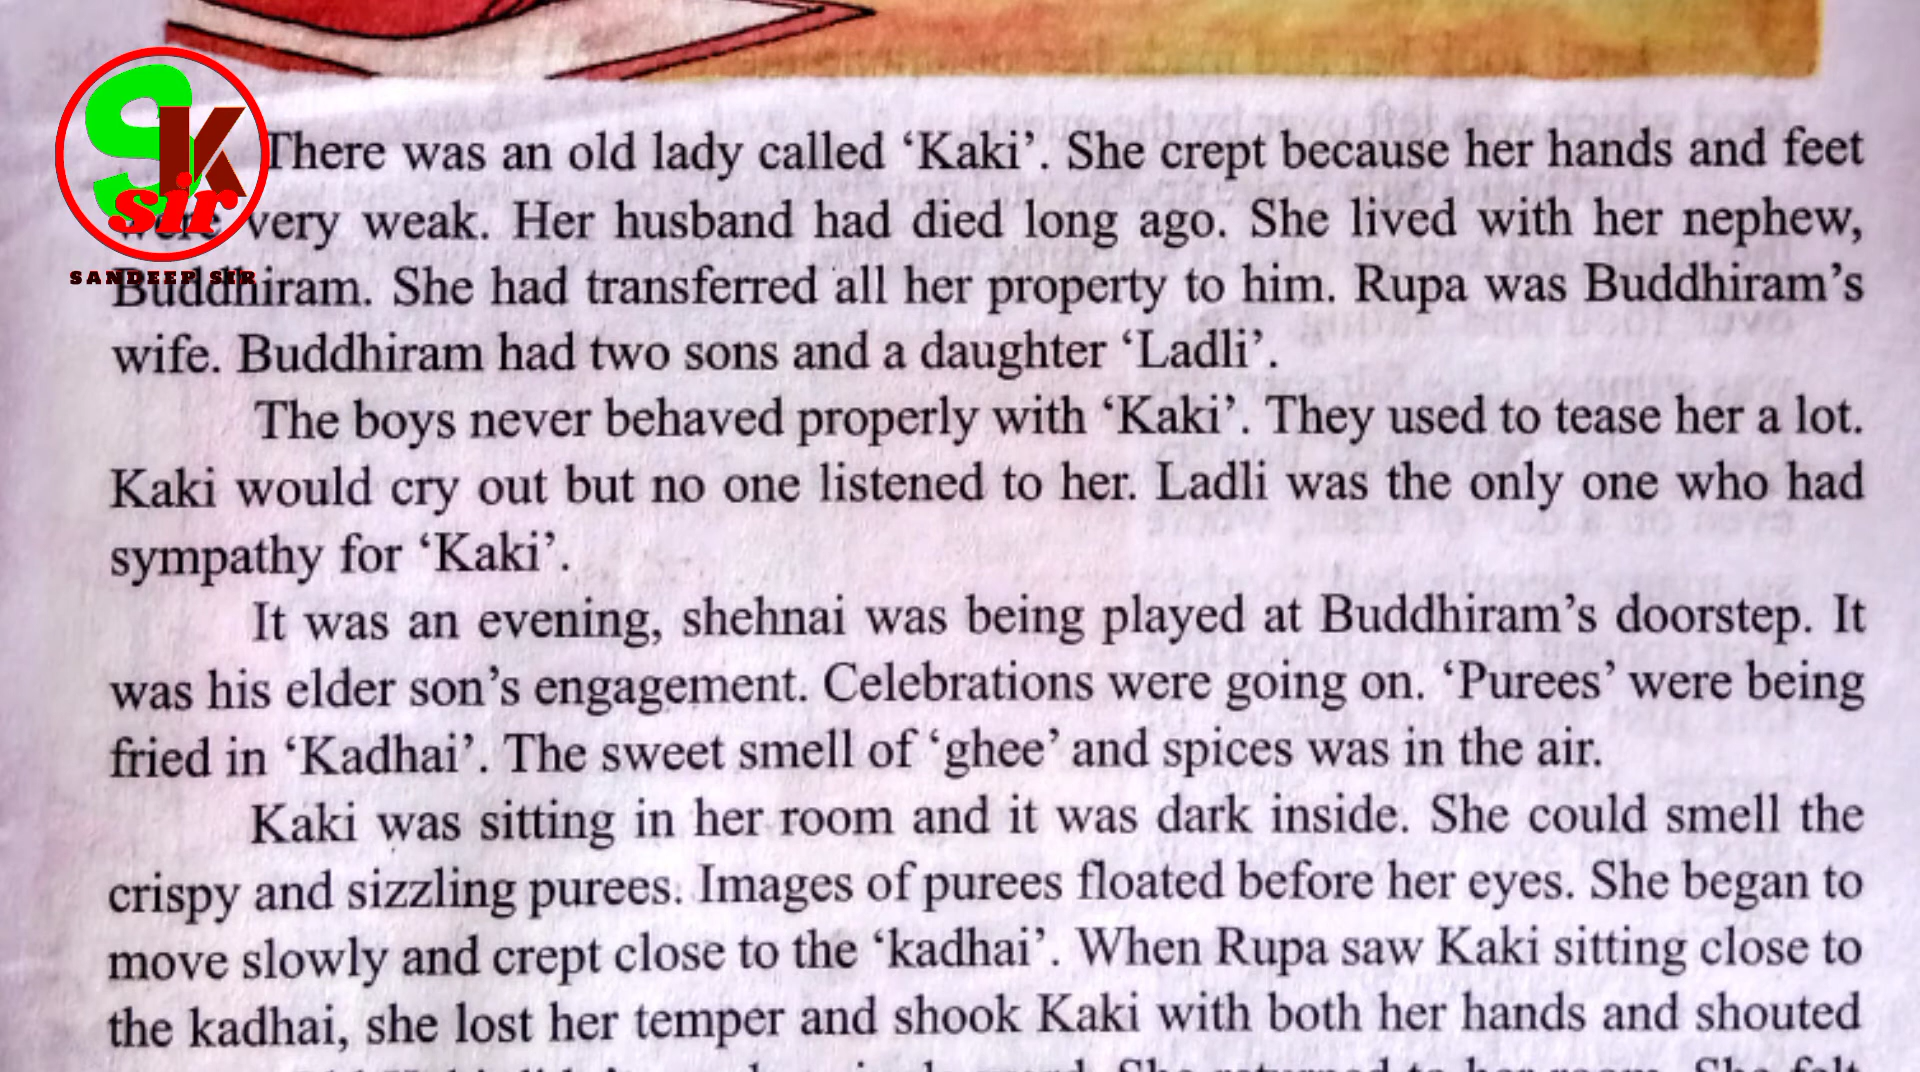 SK
sir
SANDEEP SIR
There was an old lady called ‘Kaki’. She crept because her hands and feet
were very weak. Her husband had died long ago. She lived with her nephew,
Buddhiram. She had transferred all her property to him. Rupa was Buddhiram’s
wife. Buddhiram had two sons and a daughter ‘Ladli’.
The boys never behaved properly with ‘Kaki’. They used to tease her a lot.
Kaki would cry out but no one listened to her. Ladli was the only one who had
sympathy for ‘Kaki’.
It was an evening, shehnai was being played at Buddhiram’s doorstep. It
was his elder son’s engagement. Celebrations were going on. ‘Purees’ were being
fried in ‘Kadhai’. The sweet smell of ‘ghee’ and spices was in the air.
Kaki was sitting in her room and it was dark inside. She could smell the
crispy and sizzling purees. Images of purees floated before her eyes. She began to
move slowly and crept close to the ‘kadhai’. When Rupa saw Kaki sitting close to
the kadhai, she lost her temper and shook Kaki with both her hands and shouted
She returned to her room. She felt